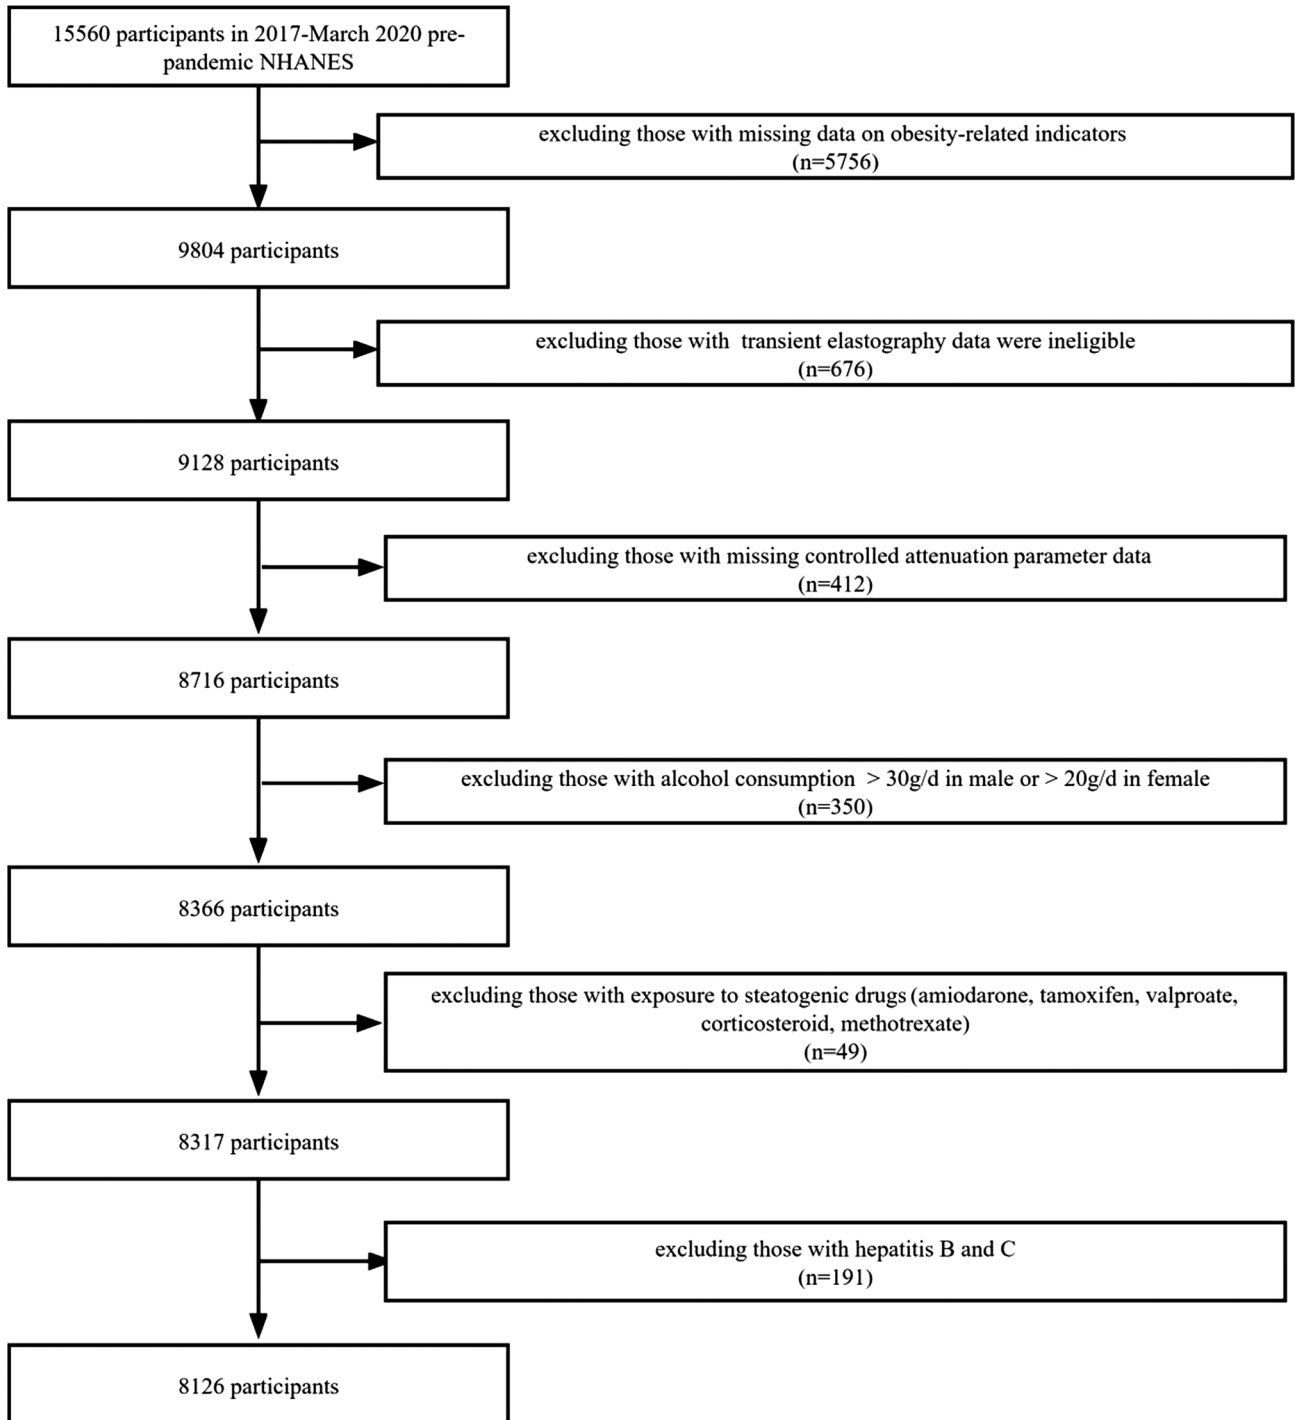 15560 participants in 2017-March 2020 pre-
pandemic NHANES
excluding those with missing data on obesity-related indicators
(n=5756)
9804 participants
excluding those with  transient elastography data were ineligible
(n=676)
9128 participants
excluding those with missing controlled attenuation parameter data
(n=412)
8716 participants
excluding those with alcohol consumption  > 30g/d in male or > 20g/d in female
(n=350)
8366 participants
excluding those with exposure to steatogenic drugs (amiodarone, tamoxifen, valproate,
corticosteroid, methotrexate)
(n=49)
8317 participants
excluding those with hepatitis B and C
(n=191)
8126 participants